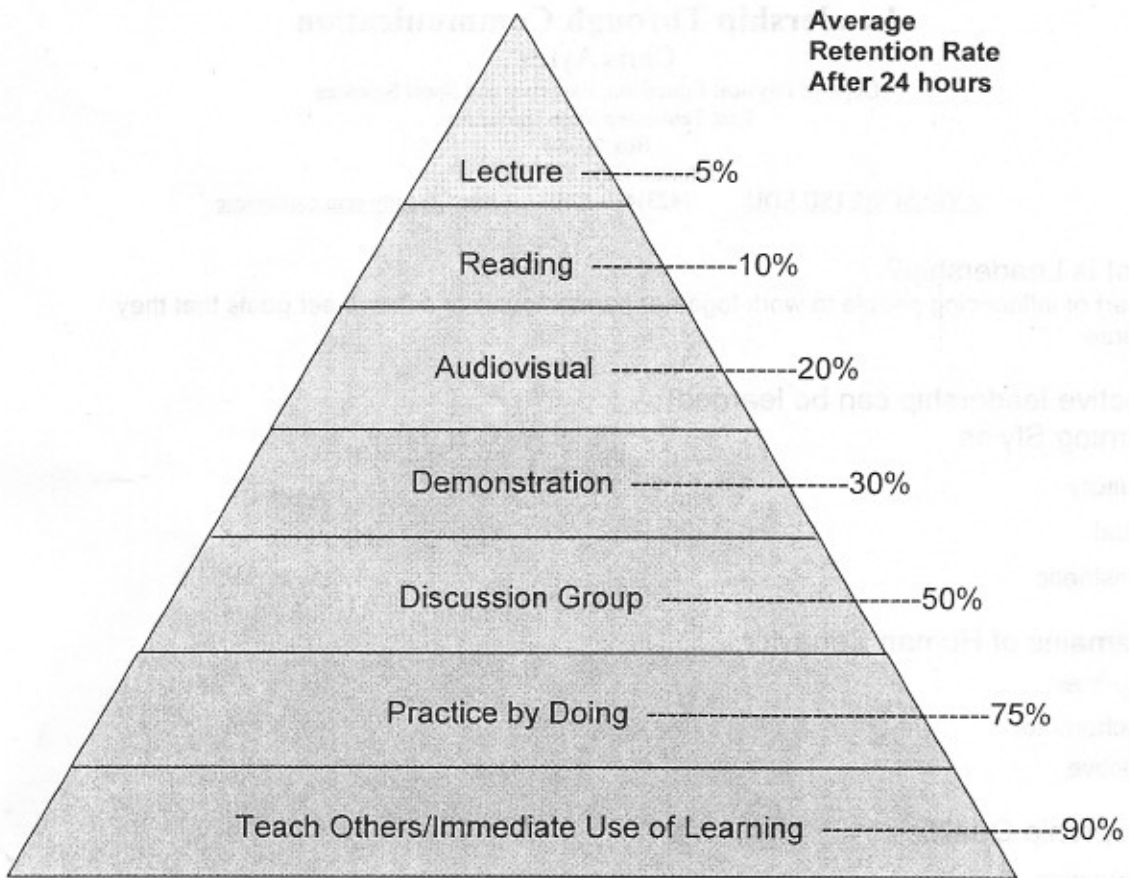 Average
Retention Rate
After 24 hours
Lecture 5%
Reading 10%
Audiovisual 20%
Demonstration 30%
Discussion Group 50%
Practice by Doing 75%
Teach Others/Immediate Use of Learning 90%